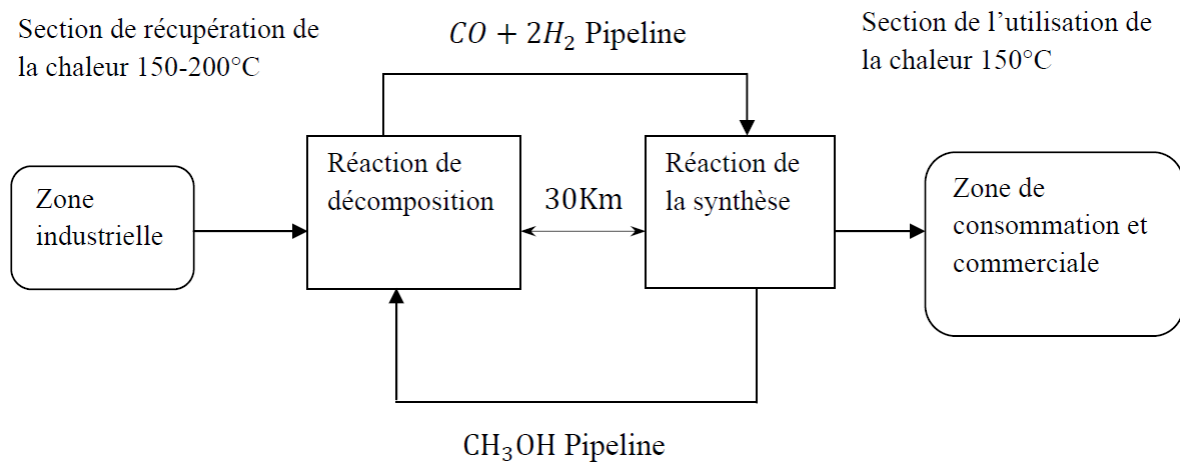 Section de récupération de
la chaleur 150-200°C
CO + 2H₂ Pipeline
Section de l'utilisation de
la chaleur 150°C
Zone
industrielle
Réaction de
décomposition
30Km
Réaction de
la synthèse
Zone de
consommation et
commerciale
CH₃OH Pipeline